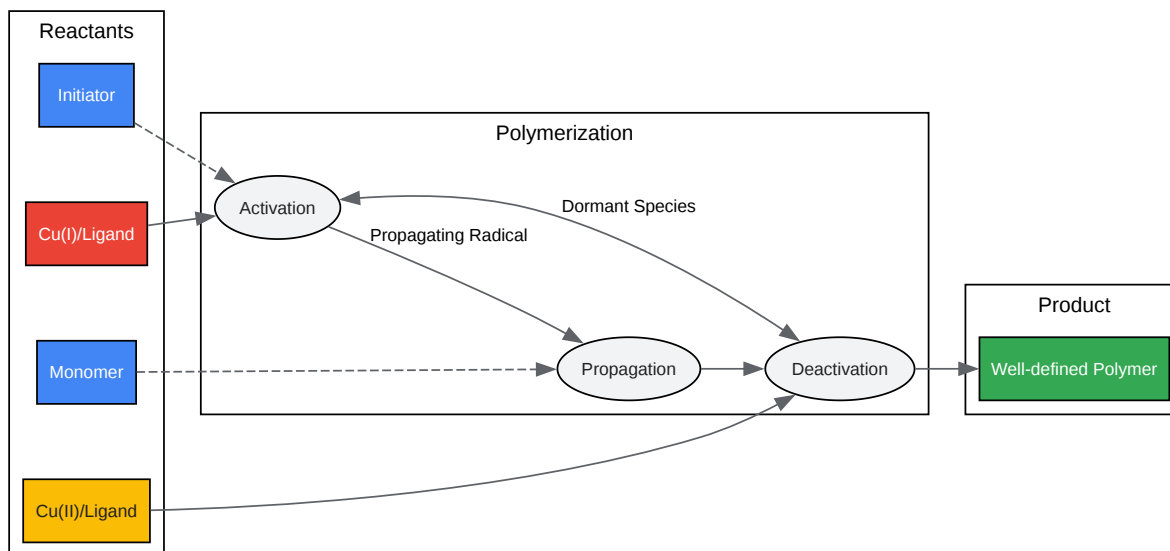 Reactants
Initiator
Cu(I)/Ligand
Monomer
Cu(II)/Ligand
Polymerization
Activation
Dormant Species
Propagating Radical
Propagation
Deactivation
Product
Well-defined Polymer